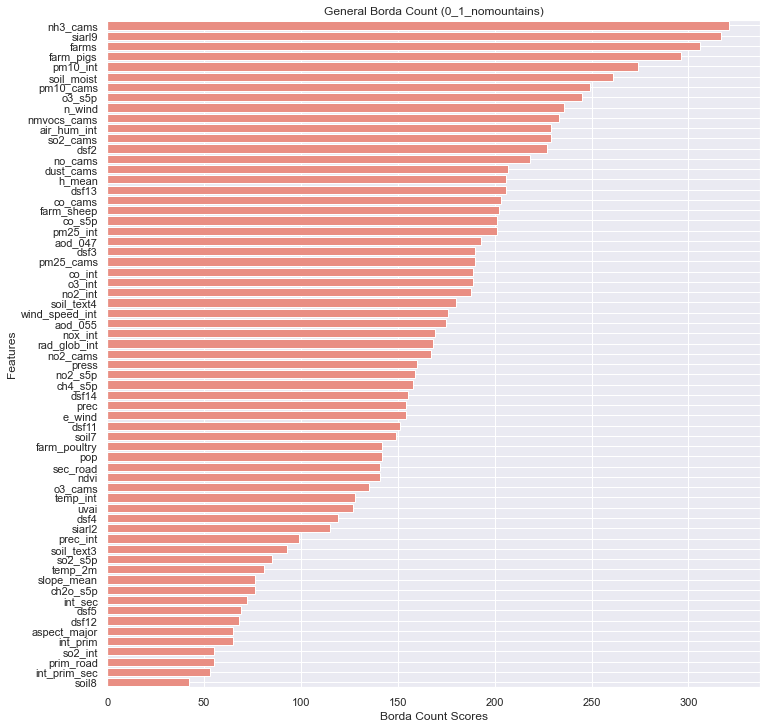 General Borda Count (0_1_nomountains)
nh3_cams
siarl9
farms
farm_pigs
pm10_int
soil_moist
pm10_cams
o3_s5p
n_wind
nmvocs_cams
air_hum_int
so2_cams
dsf2
no_cams
dust_cams
h_mean
dsf13
co_cams
farm_sheep
co_s5p
pm25_int
aod_047
dsf3
pm25_cams
co_int
o3_int
no2_int
soil_text4
wind_speed_int
aod_055
nox_int
rad_glob_int
no2_cams
press
no2_s5p
ch4_s5p
dsf14
prec
e_wind
dsf11
soil7
farm_poultry
pop
sec_road
ndvi
o3_cams
temp_int
uvai
dsf4
siarl2
prec_int
soil_text3
so2_s5p
temp_2m
slope_mean
ch2o_s5p
int_sec
dsf5
dsf12
aspect_major
int_prim
so2_int
prim_road
int_prim_sec
soil8
Features
0 50 100 150 200 250 300
Borda Count Scores